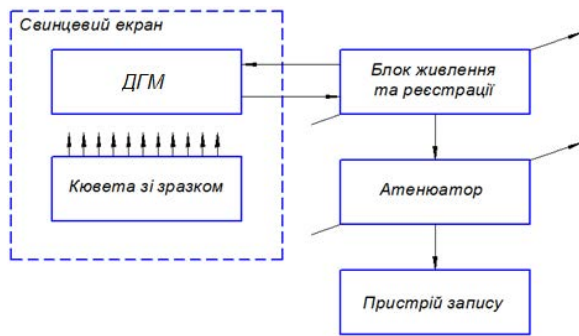 Свинцевий екран
ДГМ
Кювета зі зразком
Блок живлення
та реєстрації
Атенюатор
Пристрій запису